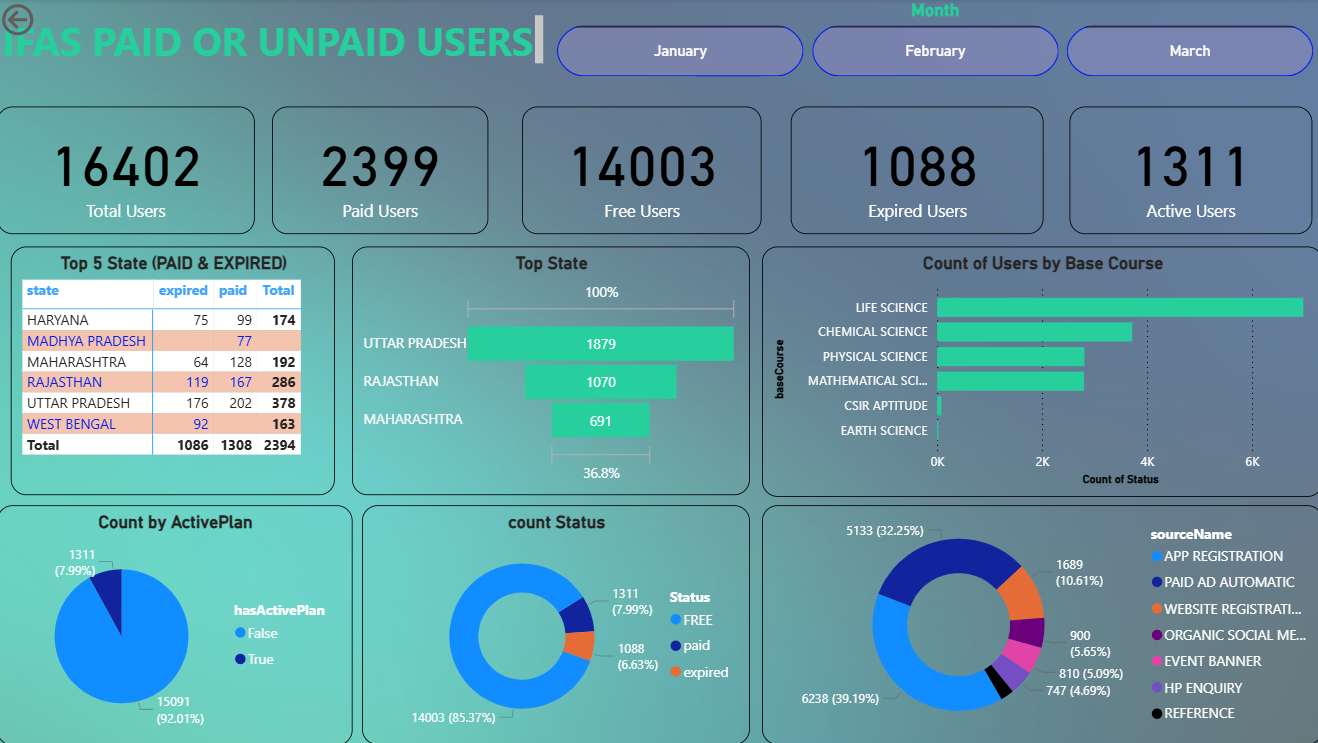 Month
IFAS PAID OR UNPAID USERS
January
February
March
16402
Total Users
2399
Paid Users
14003
Free Users
1088
Expired Users
1311
Active Users
Top 5 State (PAID & EXPIRED)
state expired paid Total
HARYANA 75 99 174
MADHYA PRADESH 77
MAHARASHTRA 64 128 192
RAJASTHAN 119 167 286
UTTAR PRADESH 176 202 378
WEST BENGAL 92 163
Total 1086 1308 2394
Top State
100%
UTTAR PRADESH 1879
RAJASTHAN 1070
MAHARASHTRA 691
36.8%
Count of Users by Base Course
baseCourse
LIFE SCIENCE
CHEMICAL SCIENCE
PHYSICAL SCIENCE
MATHEMATICAL SCI...
CSIR APTITUDE
EARTH SCIENCE
0K 2K 4K 6K
Count of Status
Count by ActivePlan
1311
(7.99%)
15091
(92.01%)
hasActivePlan
False
True
count Status
1311
(7.99%)
1088
(6.63%)
14003 (85.37%)
Status
FREE
paid
expired
5133 (32.25%)
1689
(10.61%)
900
(5.65%)
810 (5.09%)
747 (4.69%)
6238 (39.19%)
sourceName
APP REGISTRATION
PAID AD AUTOMATIC
WEBSITE REGISTRATI...
ORGANIC SOCIAL ME...
EVENT BANNER
HP ENQUIRY
REFERENCE